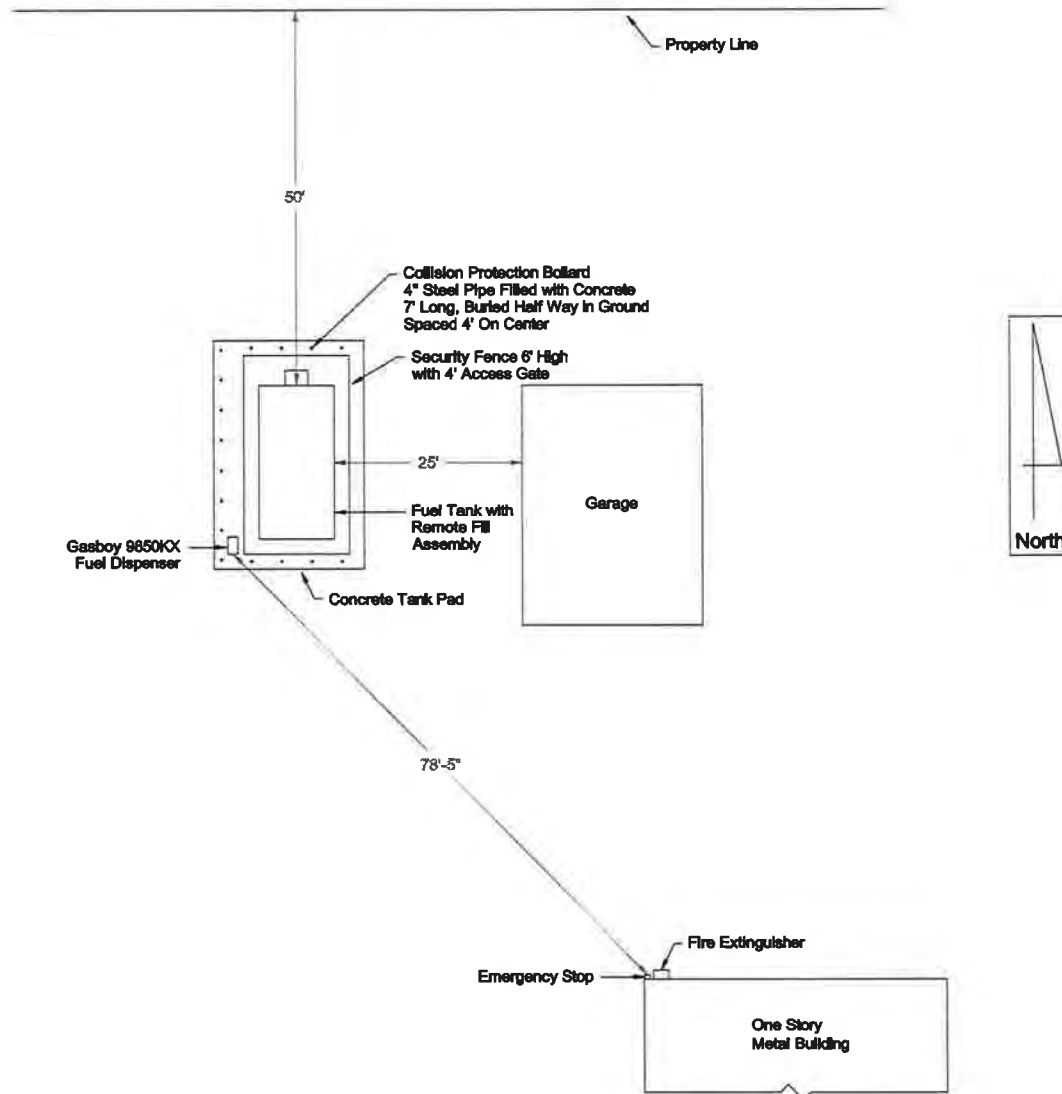 Property Line
50'
Collision Protection Bollard
4" Steel Pipe Filled with Concrete
7' Long, Buried Half Way in Ground
Spaced 4' On Center
Security Fence 6' High
with 4' Access Gate
25'
Garage
Fuel Tank with
Remote Fill
Assembly
North
Gasboy 9850KX
Fuel Dispenser
Concrete Tank Pad
78'-5"
Fire Extinguisher
Emergency Stop
One Story
Metal Building